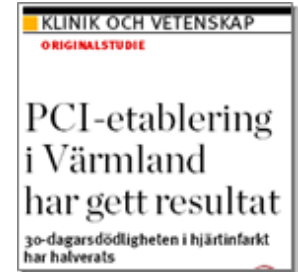 KLINIK OCH VETENSKAP
ORIGINALSTUDIE
PCI-etablering
i Värmland
har gett resultat
30-dagarsdödligheten i hjärtinfarkt
har halverats